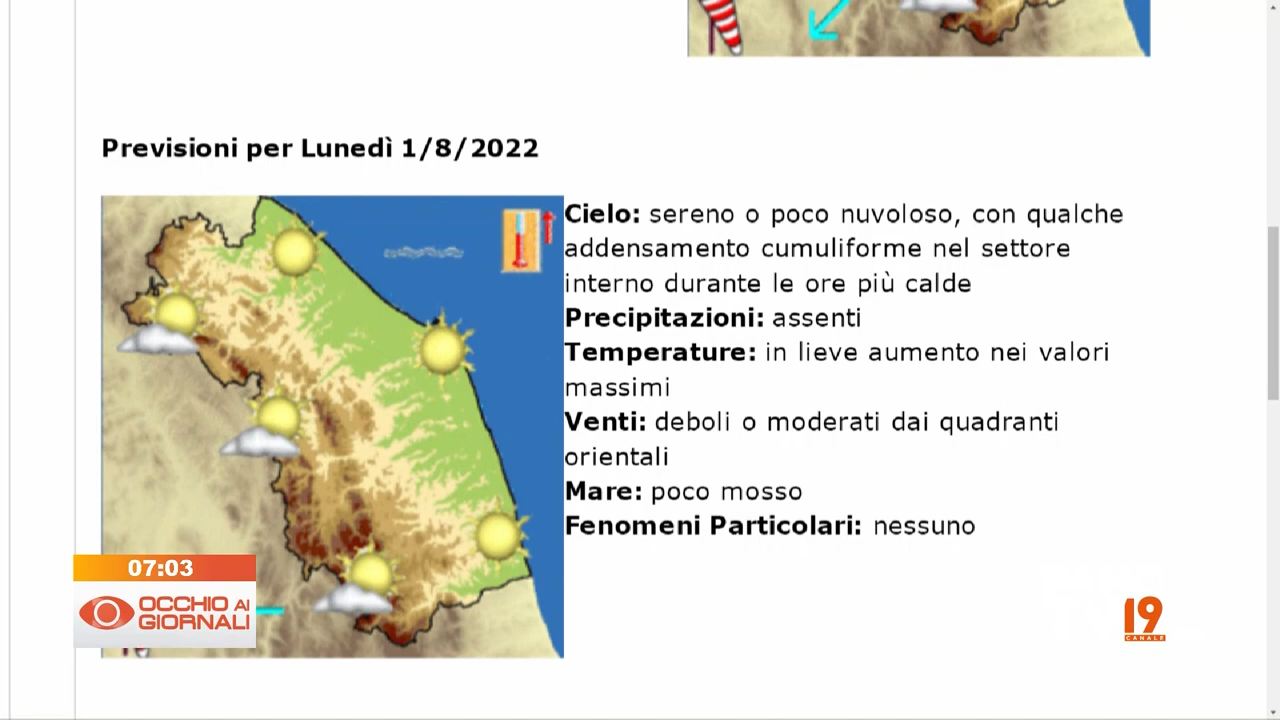 Previsioni per Lunedì 1/8/2022
Cielo: sereno o poco nuvoloso, con qualche
addensamento cumuliforme nel settore
interno durante le ore più calde
Precipitazioni: assenti
Temperature: in lieve aumento nei valori
massimi
Venti: deboli o moderati dai quadranti
orientali
Mare: poco mosso
Fenomeni Particolari: nessuno
07:03
OCCHIO AI
GIORNALI
19
CANALE